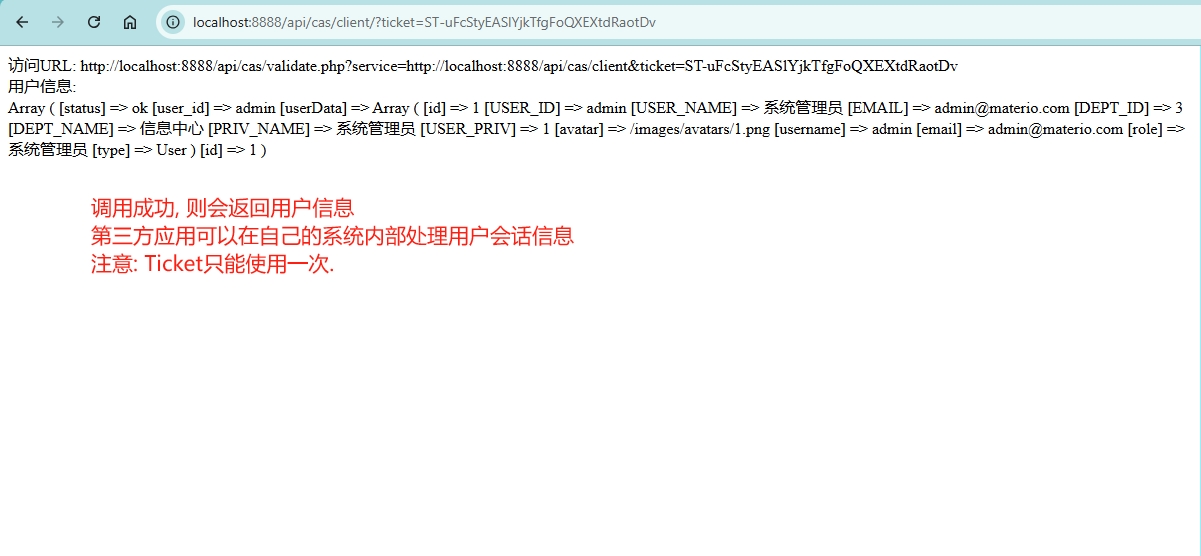 localhost:8888/api/cas/client/?ticket=ST-uFcStyEASlYjkTfgFoQXEXtdRaotDv
访问URL: http://localhost:8888/api/cas/validate.php?service=http://localhost:8888/api/cas/client&ticket=ST-uFcStyEASlYjkTfgFoQXEXtdRaotDv
用户信息:
Array ( [status] => ok [user_id] => admin [userData] => Array ( [id] => 1 [USER_ID] => admin [USER_NAME] => 系统管理员 [EMAIL] => admin@materio.com [DEPT_ID] => 3
[DEPT_NAME] => 信息中心 [PRIV_NAME] => 系统管理员 [USER_PRIV] => 1 [avatar] => /images/avatars/1.png [username] => admin [email] => admin@materio.com [role] =>
系统管理员 [type] => User ) [id] => 1 )
调用成功, 则会返回用户信息
第三方应用可以在自己的系统内部处理用户会话信息
注意: Ticket只能使用一次.